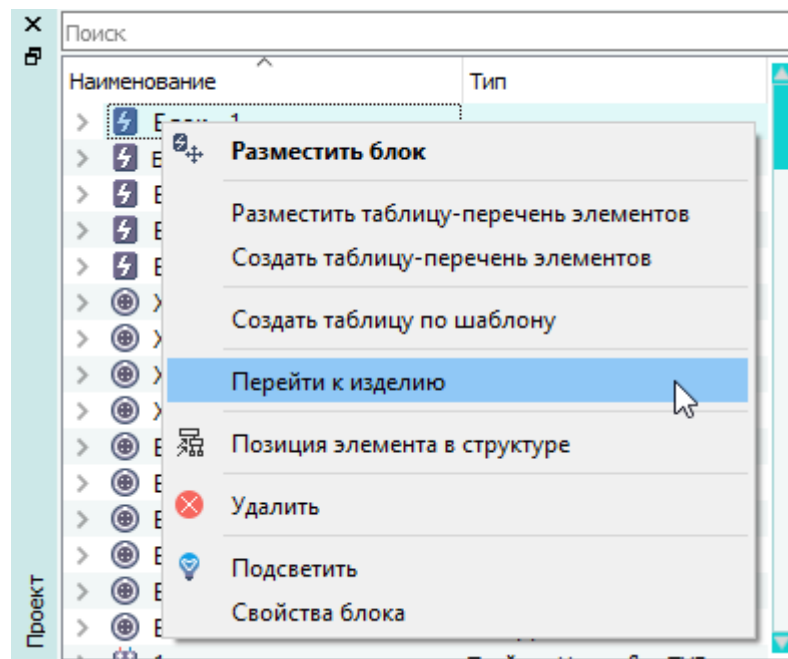 Поиск
Наименование
Тип
Разместить блок
Разместить таблицу-перечень элементов
Создать таблицу-перечень элементов
Создать таблицу по шаблону
Перейти к изделию
Позиция элемента в структуре
Удалить
Подсветить
Свойства блока
Проект